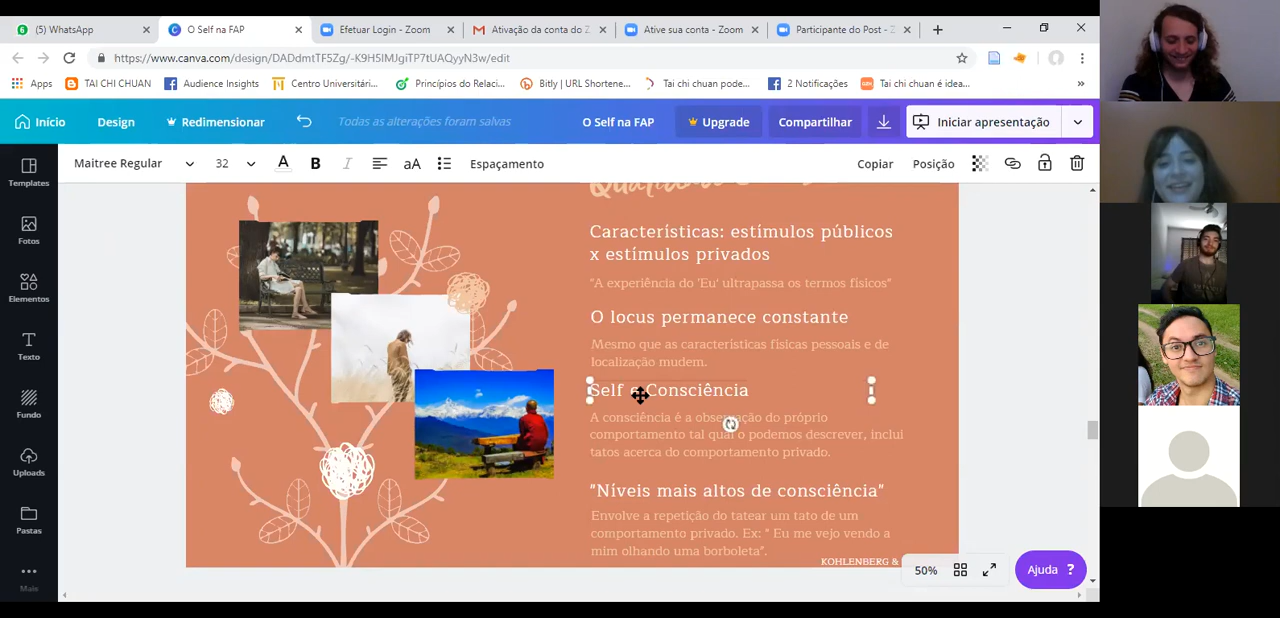 (5) WhatsApp
O Self na FAP
Efetuar Login - Zoom
Ativação da conta do Z
Ative sua conta - Zoom
Participante do Post - Z
https://www.canva.com/design/DADdmtTF5Zg/-K9H5IMJgiTP7tUAQyyN3w/edit
Apps
TAI CHI CHUAN
Audience Insights
Centro Universitári...
Princípios do Relaci...
Bitly | URL Shortene...
Tai chi chuan pode...
2 Notificações
Tai chi chuan é idea...
»
Início
Design
Redimensionar
Todas as alterações foram salvas
O Self na FAP
Upgrade
Compartilhar
Iniciar apresentação
Maitree Regular
32
A
B
I
aA
Espaçamento
Copiar
Posição
Templates
Fotos
Elementos
Texto
Fundo
Uploads
Pastas
Mais
Características: estímulos públicos
x estímulos privados
"A experiência do 'Eu' ultrapassa os termos físicos"
O locus permanece constante
Mesmo que as características físicas pessoais e de
localização mudem.
Self e Consciência
A consciência é a observação do próprio
comportamento tal qual o podemos descrever, inclui
tatos acerca do comportamento privado.
"Níveis mais altos de consciência"
Envolve a repetição do tatear um tato de um
comportamento privado. Ex: " Eu me vejo vendo a
mim olhando uma borboleta".
KOHLENBERG &
50%
Ajuda ?